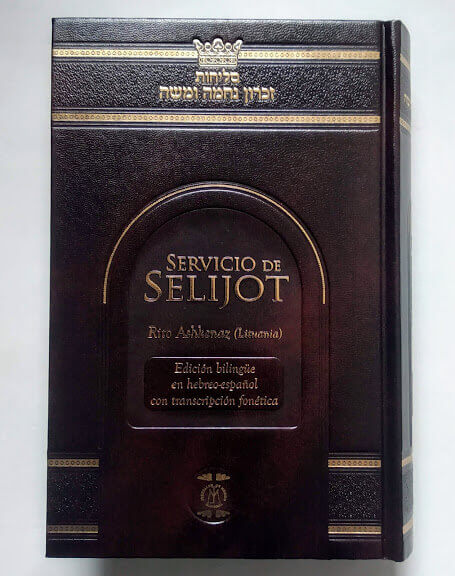 סליחות
זכרון נחמה ומשה
SERVICIO DE
SELIJOT
Rito Ashkenaz (Lituania)
Edición bilingüe
en hebreo-español
con transcripción fonética